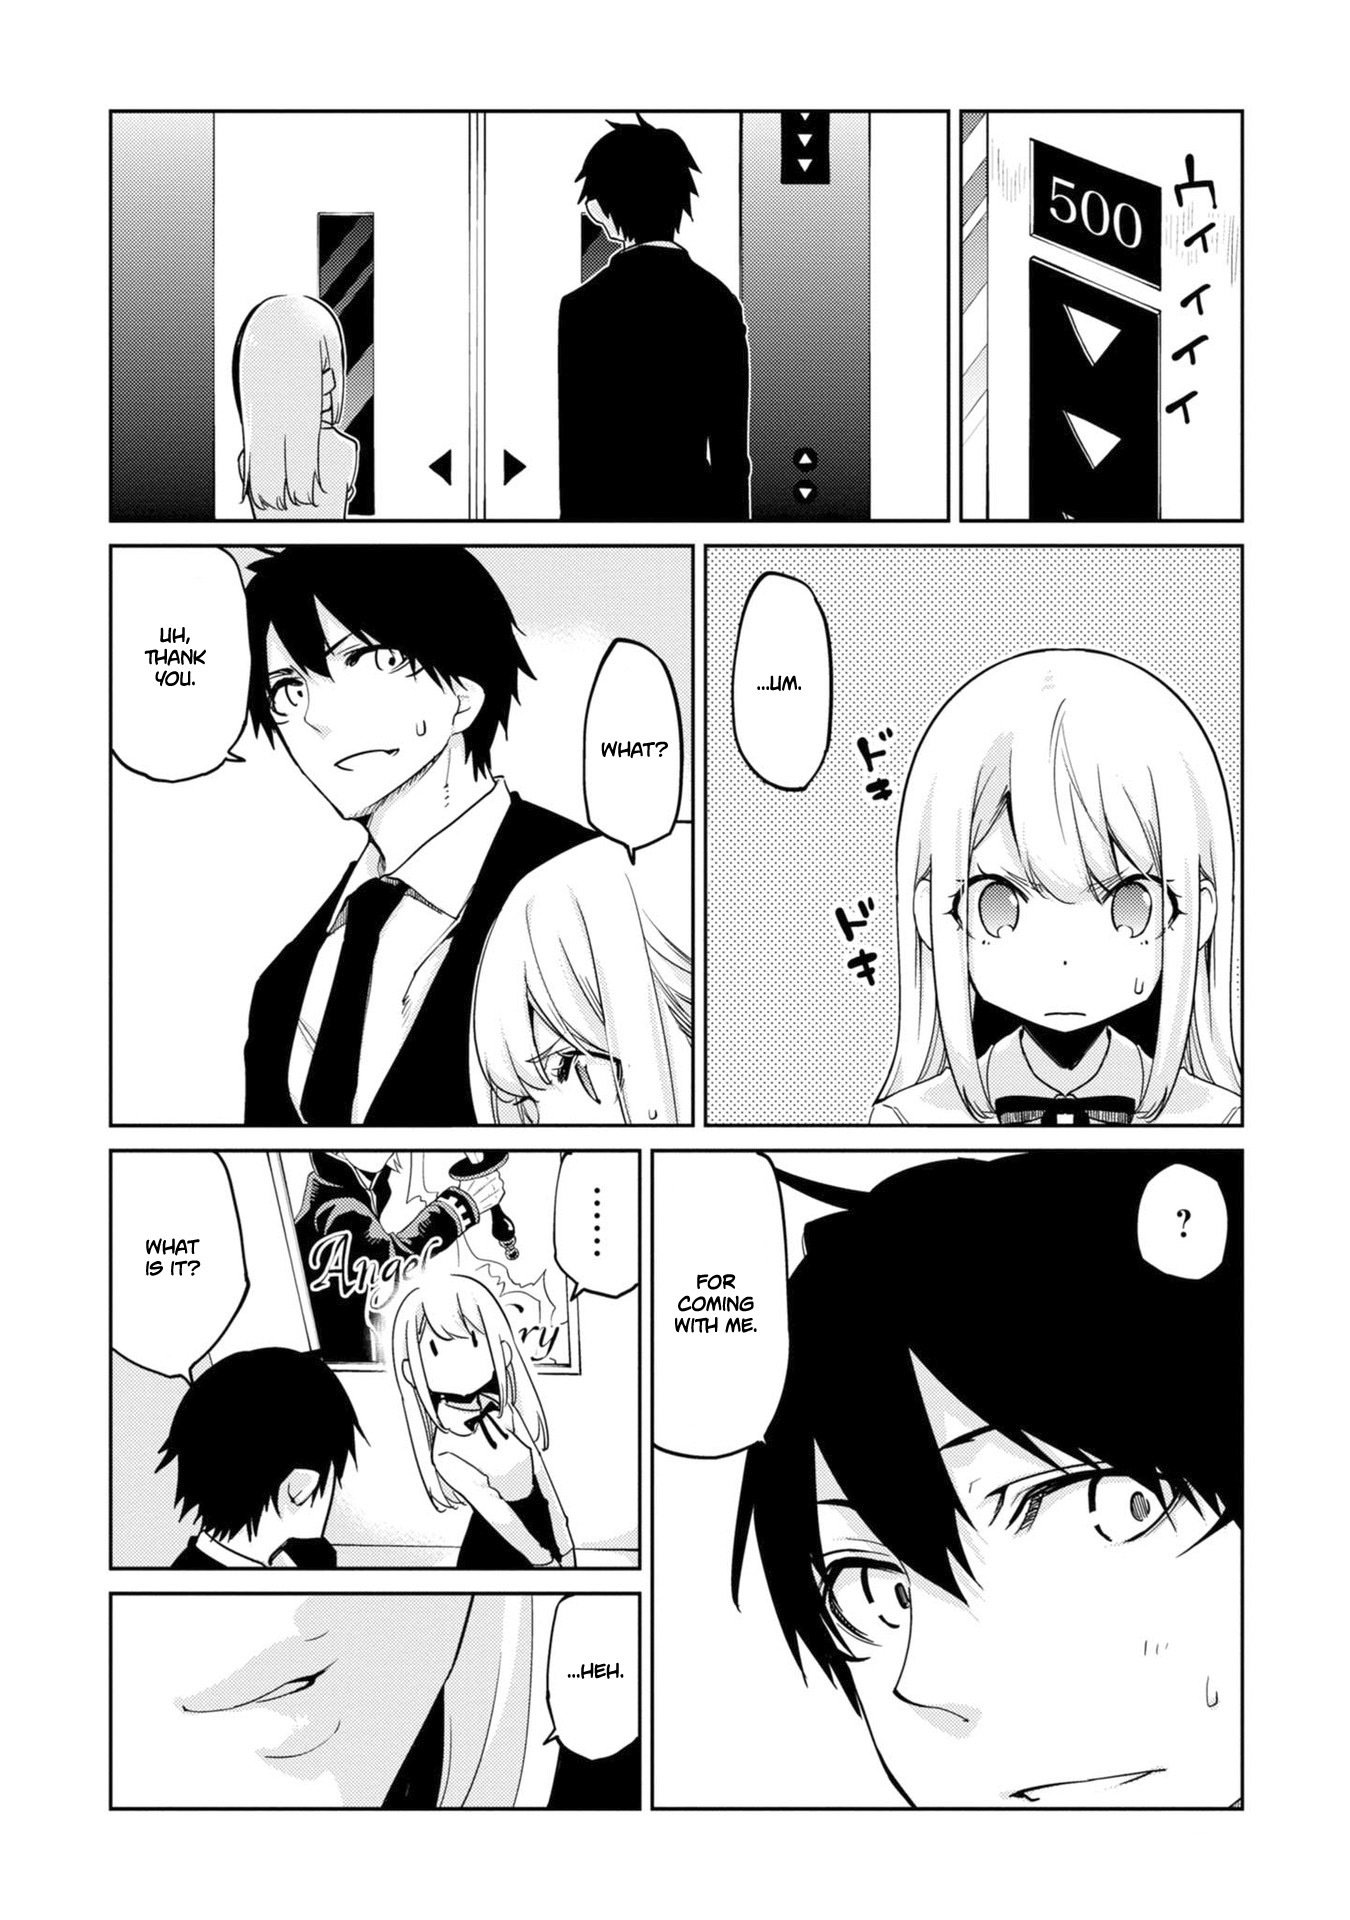 500
ウィイイイ
...UM.
ドキ
ドキ
WHAT?
UH,
THANK
YOU.
?
FOR
COMING
WITH ME.
........
Angel
ry
WHAT
IS IT?
...HEH.